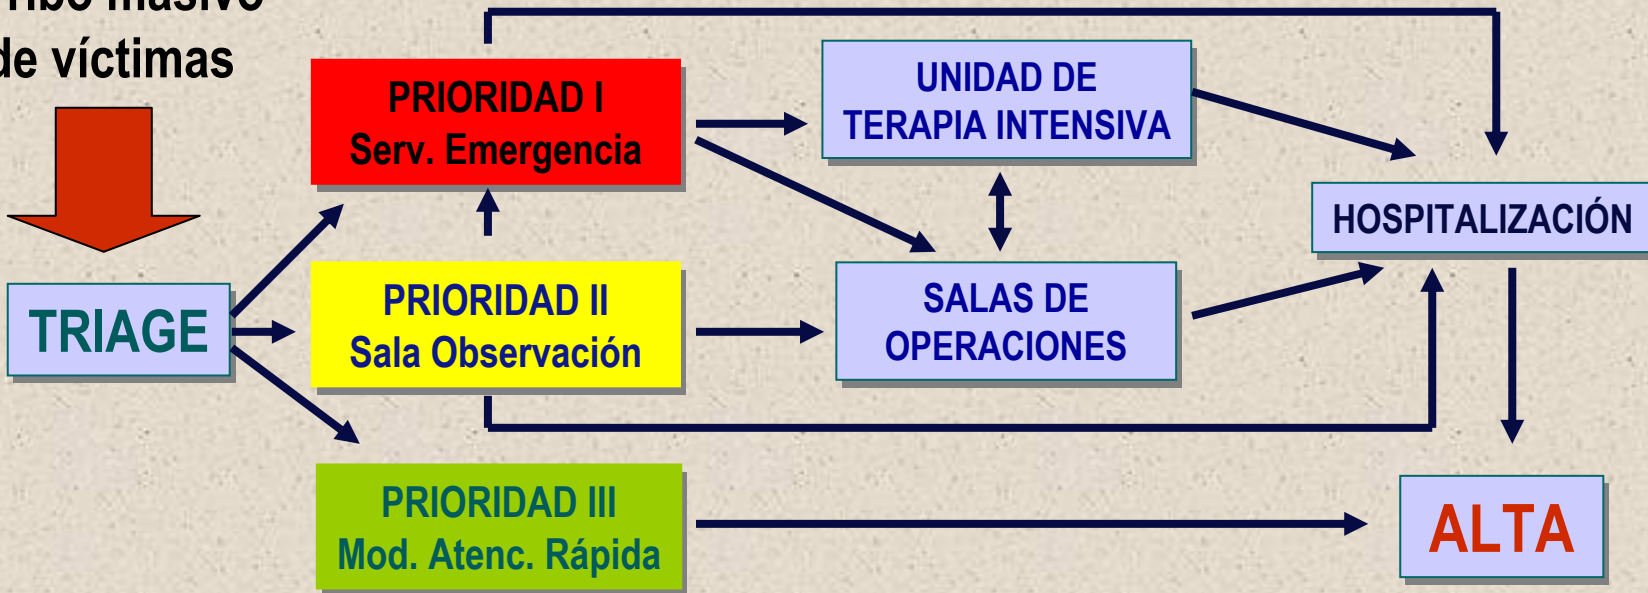 de víctimas
PRIORIDAD I
Serv. Emergencia
UNIDAD DE
TERAPIA INTENSIVA
HOSPITALIZACIÓN
TRIAGE
PRIORIDAD II
Sala Observación
SALAS DE
OPERACIONES
PRIORIDAD III
Mod. Atenc. Rápida
ALTA